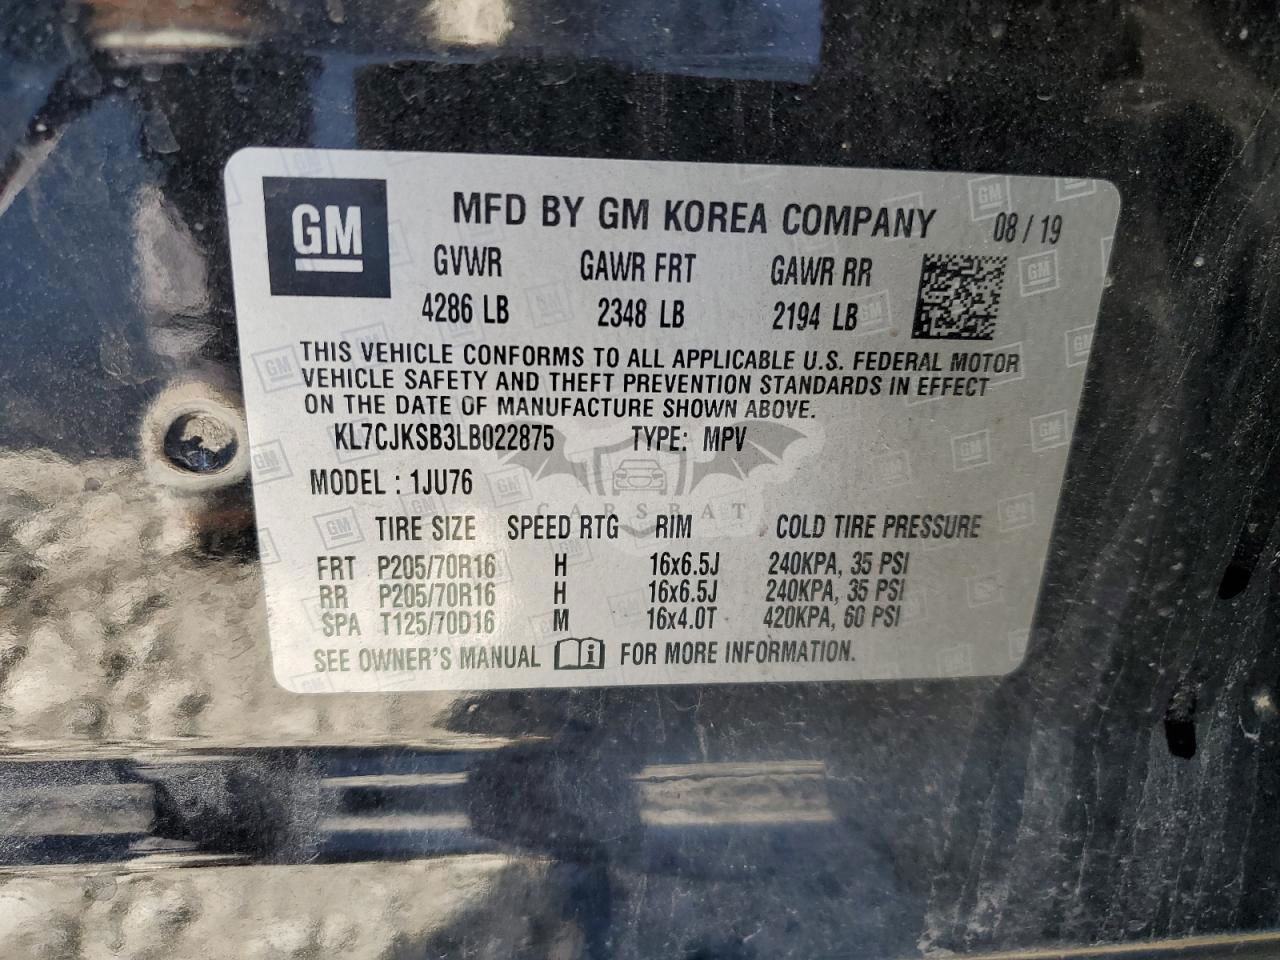 GM
MFD BY GM KOREA COMPANY 08 / 19
GVWR GAWR FRT GAWR RR
4286 LB 2348 LB 2194 LB
THIS VEHICLE CONFORMS TO ALL APPLICABLE U.S. FEDERAL MOTOR
VEHICLE SAFETY AND THEFT PREVENTION STANDARDS IN EFFECT
ON THE DATE OF MANUFACTURE SHOWN ABOVE.
KL7CJKSB3LB022875 TYPE: MPV
MODEL : 1JU76
CARSBAT
TIRE SIZE SPEED RTG RIM COLD TIRE PRESSURE
FRT P205/70R16 H 16x6.5J 240KPA, 35 PSI
RR P205/70R16 H 16x6.5J 240KPA, 35 PSI
SPA T125/70D16 M 16x4.0T 420KPA, 60 PSI
SEE OWNER'S MANUAL i FOR MORE INFORMATION.